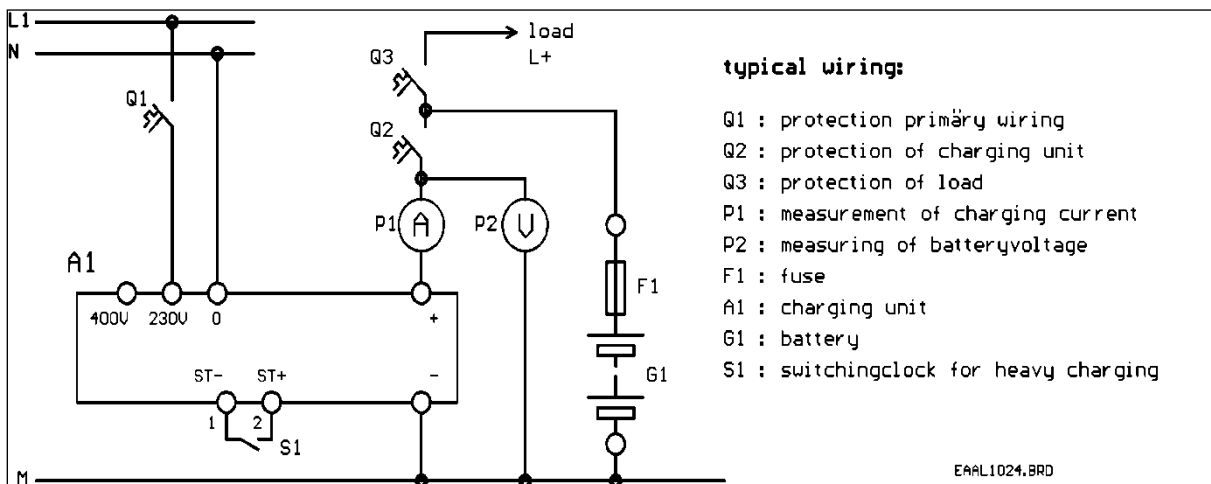 L1
N
Q1
Q3
load
L+
Q2
P1
A
P2
V
A1
400V
230V
0
+
F1
ST-
ST+
-
G1
1
2
S1
M
typical wiring:
Q1 : protection primäry wiring
Q2 : protection of charging unit
Q3 : protection of load
P1 : measurement of charging current
P2 : measuring of batteryvoltage
F1 : fuse
A1 : charging unit
G1 : battery
S1 : switchingclock for heavy charging
EAAL1024.BRD